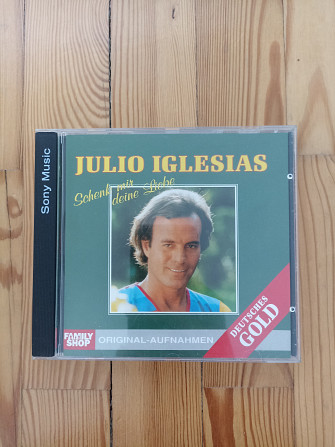 Sony Music
JULIO IGLESIAS
Schenk mir
deine Liebe
DEUTSCHES
GOLD
FAMILY
SHOP
ORIGINAL-AUFNAHMEN